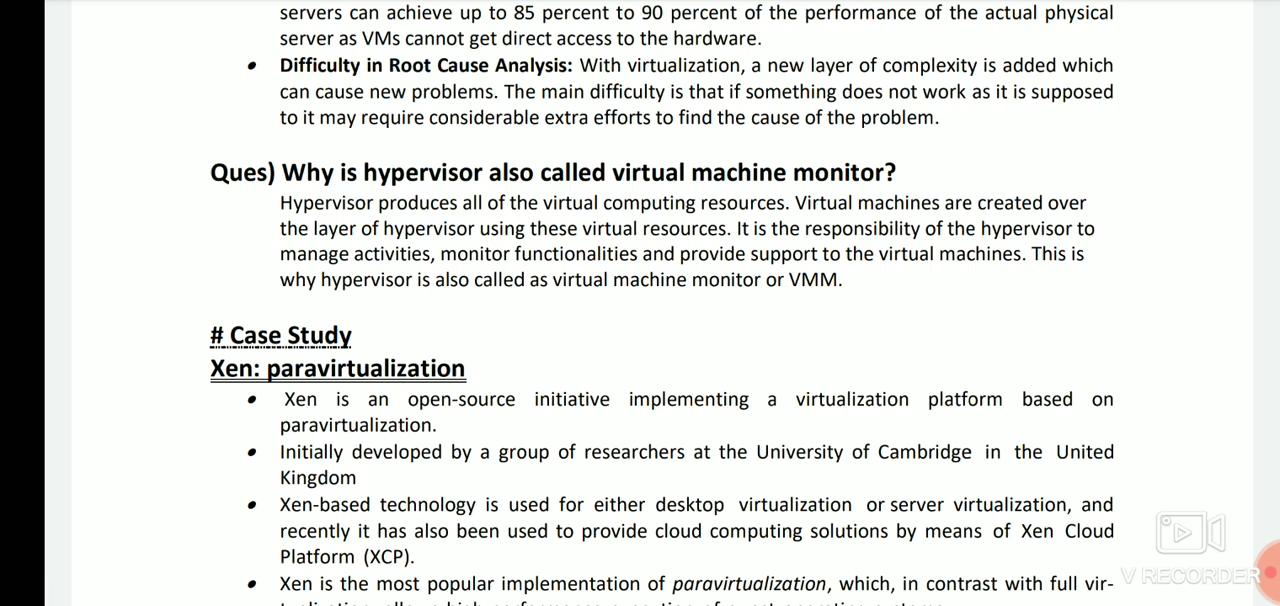 servers can achieve up to 85 percent to 90 percent of the performance of the actual physical
server as VMs cannot get direct access to the hardware.
• Difficulty in Root Cause Analysis: With virtualization, a new layer of complexity is added which
can cause new problems. The main difficulty is that if something does not work as it is supposed
to it may require considerable extra efforts to find the cause of the problem.
Ques) Why is hypervisor also called virtual machine monitor?
Hypervisor produces all of the virtual computing resources. Virtual machines are created over
the layer of hypervisor using these virtual resources. It is the responsibility of the hypervisor to
manage activities, monitor functionalities and provide support to the virtual machines. This is
why hypervisor is also called as virtual machine monitor or VMM.
# Case Study
Xen: paravirtualization
• Xen is an open-source initiative implementing a virtualization platform based on
paravirtualization.
• Initially developed by a group of researchers at the University of Cambridge in the United
Kingdom
• Xen-based technology is used for either desktop virtualization or server virtualization, and
recently it has also been used to provide cloud computing solutions by means of Xen Cloud
Platform (XCP).
• Xen is the most popular implementation of paravirtualization, which, in contrast with full vir-
V RECORDER